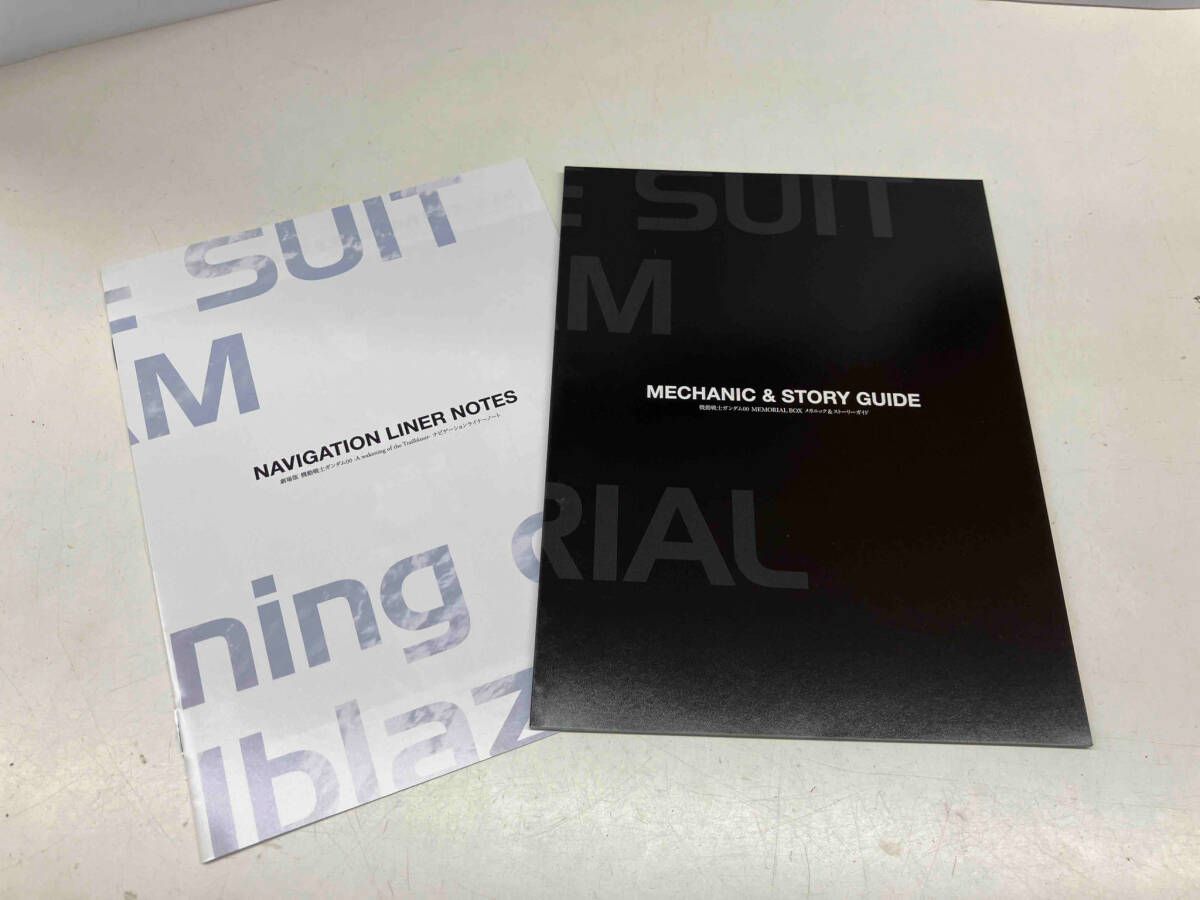 E SUIT
AM
NAVIGATION LINER NOTES
劇場版 機動戦士ガンダム00 -A wakening of the Trailblazer- ナビゲーションライナーノート
ning o
lblaz
E SUIT
AM
MECHANIC & STORY GUIDE
機動戦士ガンダム00 MEMORIAL BOX メカニック&ストーリーガイド
RIAL